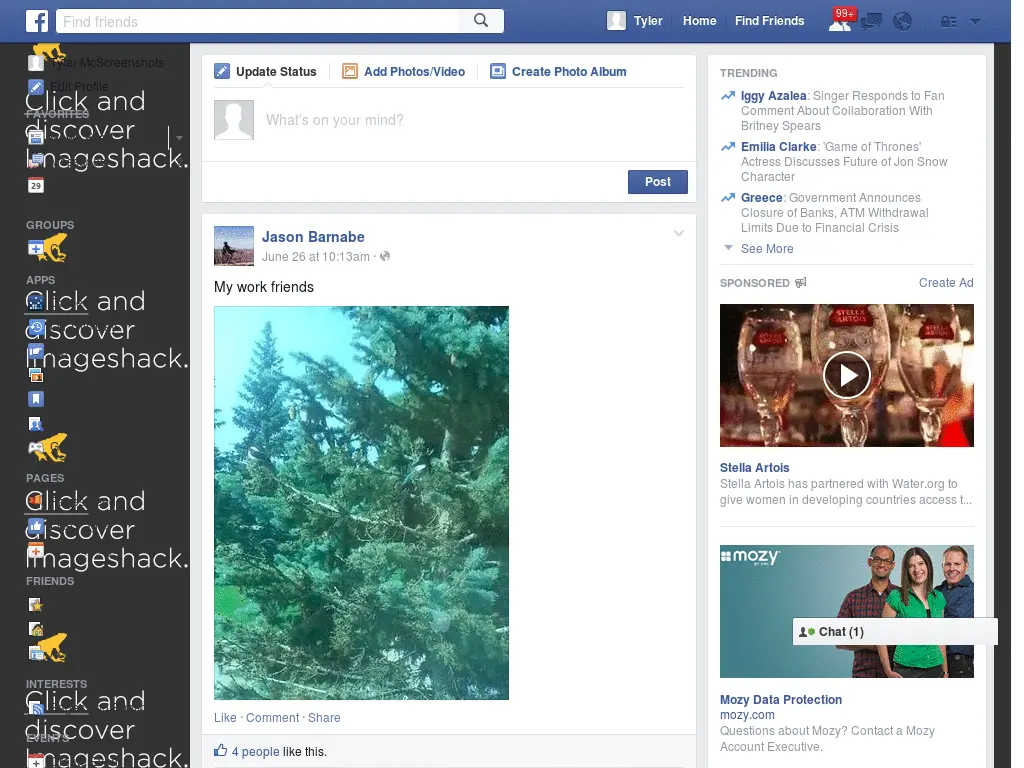 f
Find friends
Tyler
Home
Find Friends
99+
Tyler McScreenshots
Edit Profile
Click and
discover
Imageshack.
FAVORITES
29
GROUPS
APPS
Click and
discover
Imageshack.
PAGES
Click and
discover
Imageshack.
FRIENDS
INTERESTS
Click and
discover
Imageshack.
EVENTS
Update Status
Add Photos/Video
Create Photo Album
What's on your mind?
Post
Jason Barnabe
June 26 at 10:13am ·
My work friends
Like · Comment · Share
4 people like this.
TRENDING
Iggy Azalea: Singer Responds to Fan
Comment About Collaboration With
Britney Spears
Emilia Clarke: 'Game of Thrones'
Actress Discusses Future of Jon Snow
Character
Greece: Government Announces
Closure of Banks, ATM Withdrawal
Limits Due to Financial Crisis
See More
SPONSORED
Create Ad
STELLA
ARTOIS
Stella Artois
Stella Artois has partnered with Water.org to
give women in developing countries access t...
mozy
Chat (1)
Mozy Data Protection
mozy.com
Questions about Mozy? Contact a Mozy
Account Executive.